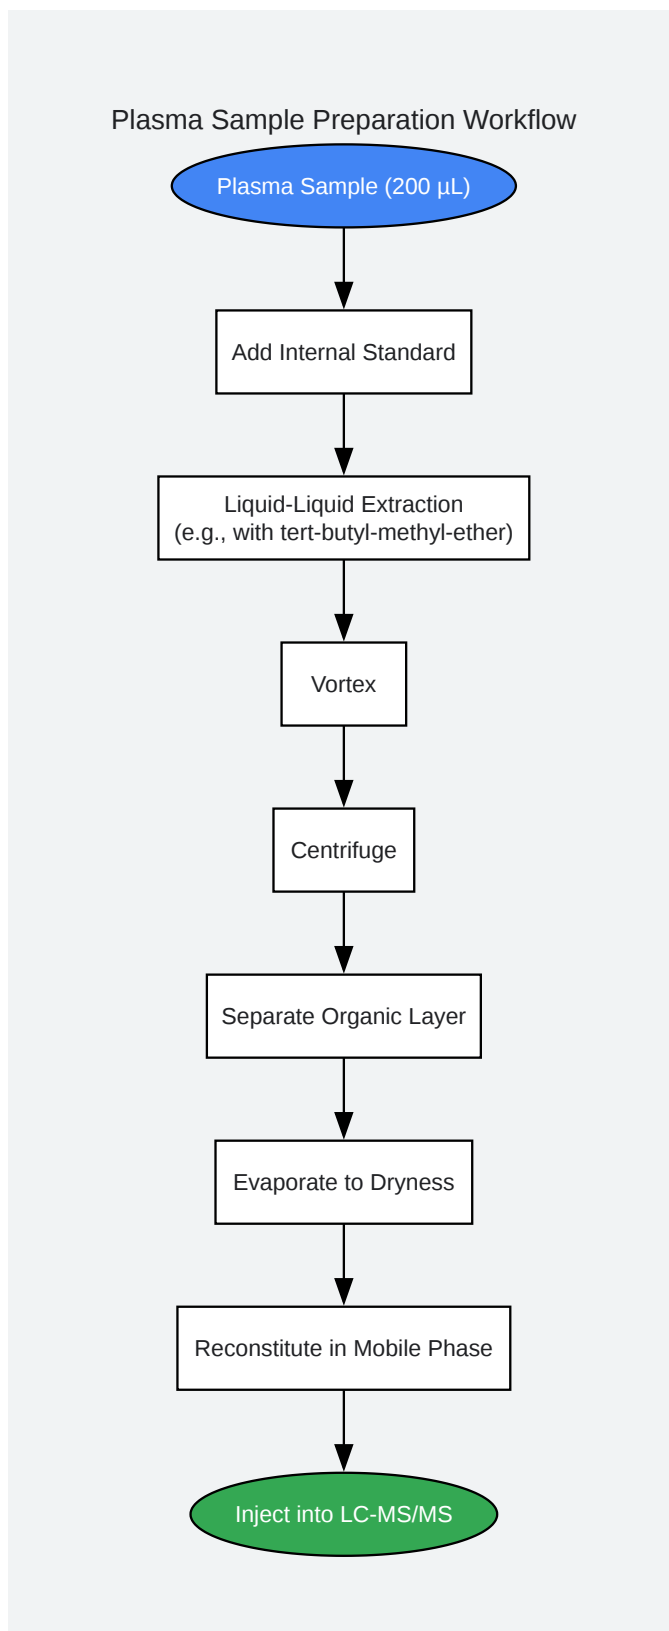 Plasma Sample Preparation Workflow
Plasma Sample (200 µL)
Add Internal Standard
Liquid-Liquid Extraction
(e.g., with tert-butyl-methyl-ether)
Vortex
Centrifuge
Separate Organic Layer
Evaporate to Dryness
Reconstitute in Mobile Phase
Inject into LC-MS/MS